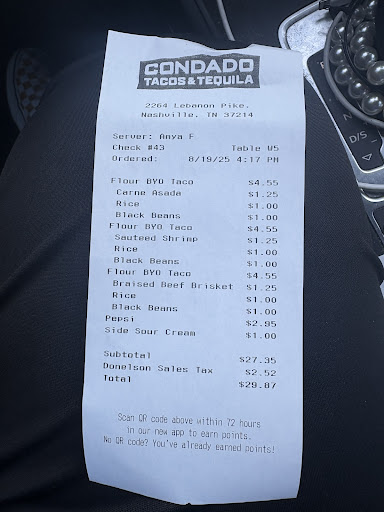 CONDADO
TACOS & TEQUILA
2264 Lebanon Pike.
Nashville, TN 37214
Server: Anya F
Check #43 Table W5
Ordered: 8/19/25 4:17 PM
Flour BYO Taco $4.55
Carne Asada $1.25
Rice $1.00
Black Beans $1.00
Flour BYO Taco $4.55
Sauteed Shrimp $1.25
Rice $1.00
Black Beans $1.00
Flour BYO Taco $4.55
Braised Beef Brisket $1.25
Rice $1.00
Black Beans $1.00
Pepsi $2.95
Side Sour Cream $1.00
Subtotal $27.35
Donelson Sales Tax $2.52
Total $29.87
Scan QR code above within 72 hours
in our new app to earn points.
No QR code? You've already earned points!
D/S